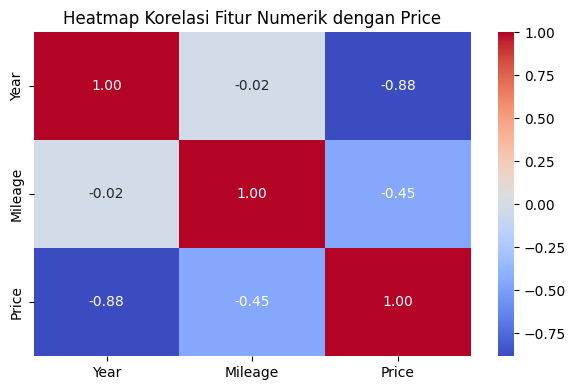 Heatmap Korelasi Fitur Numerik dengan Price
Year
1.00
-0.02
-0.88
Mileage
-0.02
1.00
-0.45
Price
-0.88
-0.45
1.00
Year
Mileage
Price
1.00
0.75
0.50
0.25
0.00
-0.25
-0.50
-0.75